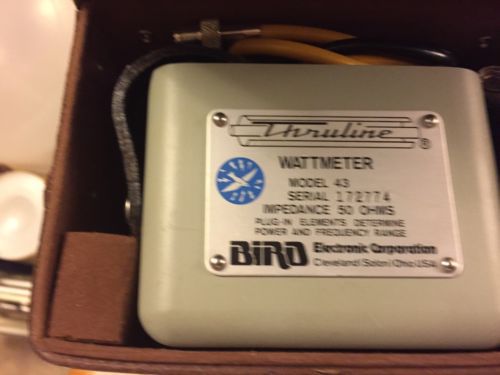 Thruline ®
WATTMETER
MODEL 43
SERIAL 172774
IMPEDANCE 50 OHMS
PLUG-IN ELEMENTS DETERMINE
POWER AND FREQUENCY RANGE
BIRD Electronic Corporation
Cleveland (Solon) Ohio USA